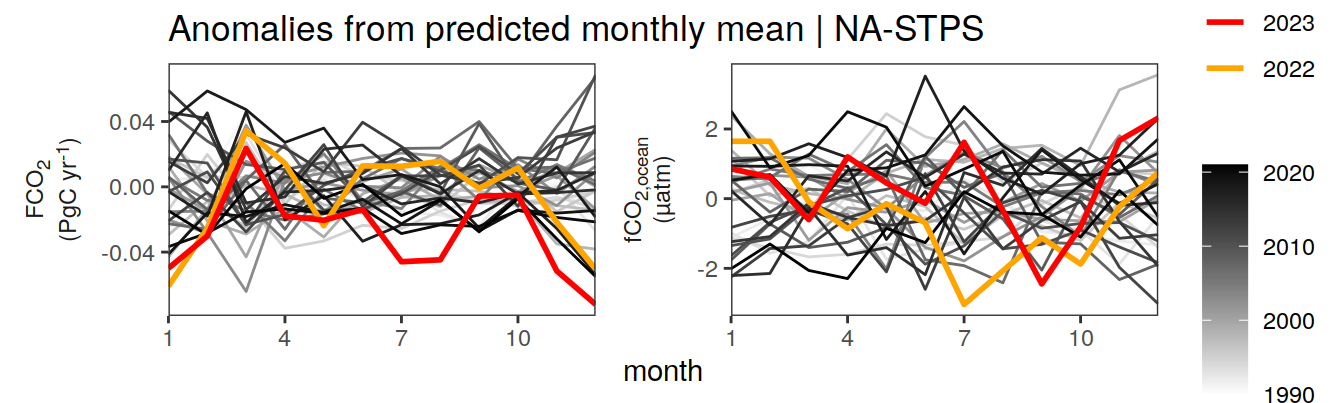 Anomalies from predicted monthly mean | NA-STPS
FCO₂
(PgC yr⁻¹)
0.04
0.00
-0.04
1 4 7 10
fCO₂,ocean
(µatm)
2
0
-2
1 4 7 10
month
2023
2022
2020
2010
2000
1990